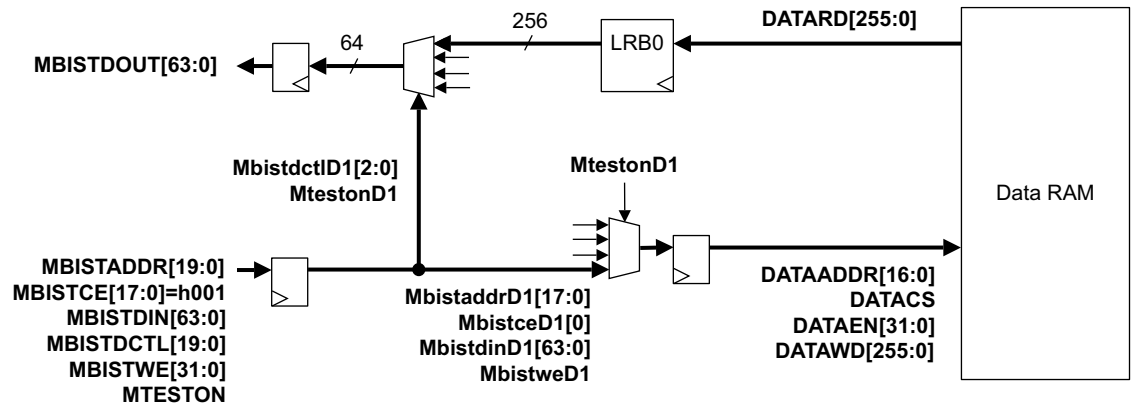 256
DATARD[255:0]
64
LRB0
MBISTDOUT[63:0]
MbistdctlD1[2:0]
MtestonD1
MtestonD1
Data RAM
MBISTADDR[19:0]
MBISTCE[17:0]=h001
MBISTDIN[63:0]
MBISTDCTL[19:0]
MBISTWE[31:0]
MTESTON
MbistaddrD1[17:0]
MbistceD1[0]
MbistdinD1[63:0]
MbistweD1
DATAADDR[16:0]
DATACS
DATAEN[31:0]
DATAWD[255:0]